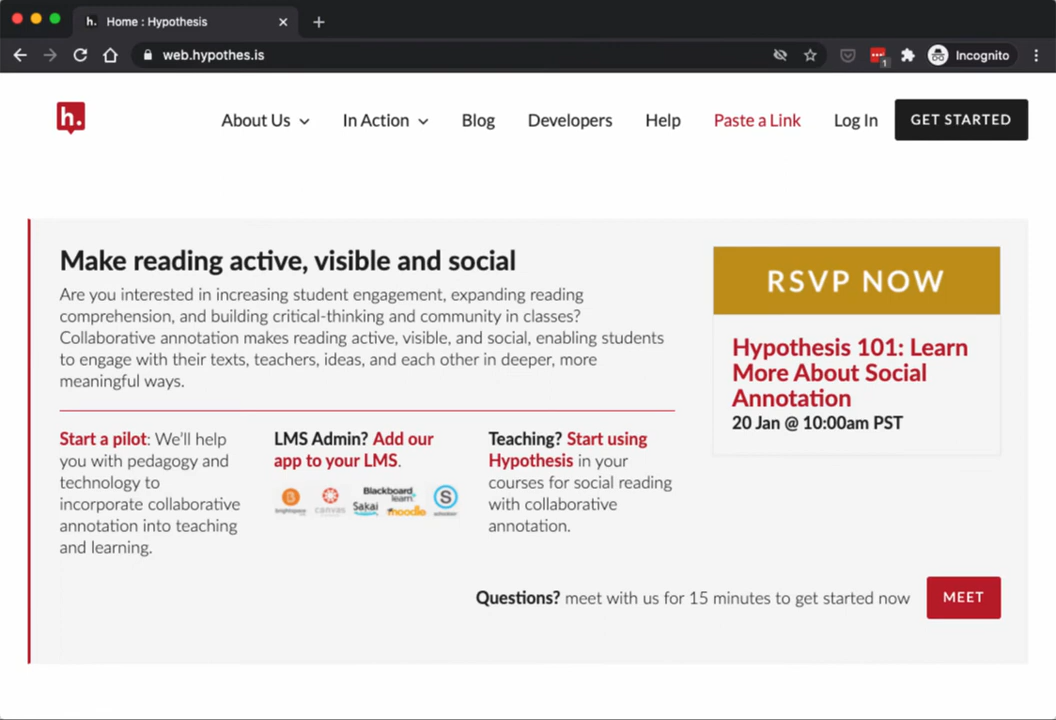 h. Home : Hypothesis
web.hypothes.is
1
Incognito
h.
About Us
In Action
Blog
Developers
Help
Paste a Link
Log In
GET STARTED
Make reading active, visible and social
Are you interested in increasing student engagement, expanding reading
comprehension, and building critical-thinking and community in classes?
Collaborative annotation makes reading active, visible, and social, enabling students
to engage with their texts, teachers, ideas, and each other in deeper, more
meaningful ways.
Start a pilot: We'll help
you with pedagogy and
technology to
incorporate collaborative
annotation into teaching
and learning.
LMS Admin? Add our
app to your LMS.
brightspace
canvas
Sakai
Blackboard
learn
moodle
S
schoology
Teaching? Start using
Hypothesis in your
courses for social reading
with collaborative
annotation.
RSVP NOW
Hypothesis 101: Learn
More About Social
Annotation
20 Jan @ 10:00am PST
Questions? meet with us for 15 minutes to get started now
MEET